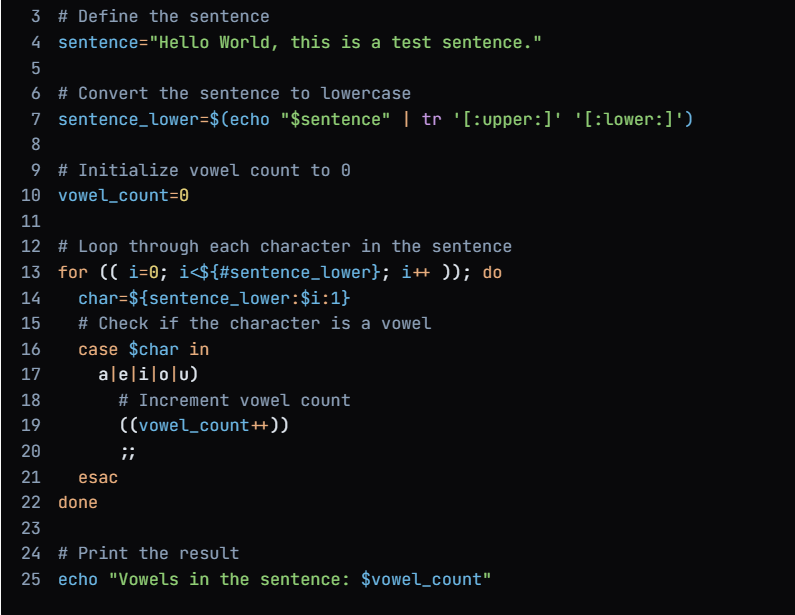 3 # Define the sentence
4 sentence="Hello World, this is a test sentence."
5
6 # Convert the sentence to lowercase
7 sentence_lower=$(echo "$sentence" | tr '[:upper:]' '[:lower:]')
8
9 # Initialize vowel count to 0
10 vowel_count=0
11
12 # Loop through each character in the sentence
13 for (( i=0; i<${#sentence_lower}; i++ )); do
14   char=${sentence_lower:$i:1}
15   # Check if the character is a vowel
16   case $char in
17     a|e|i|o|u)
18       # Increment vowel count
19       ((vowel_count++))
20       ;;
21   esac
22 done
23
24 # Print the result
25 echo "Vowels in the sentence: $vowel_count"